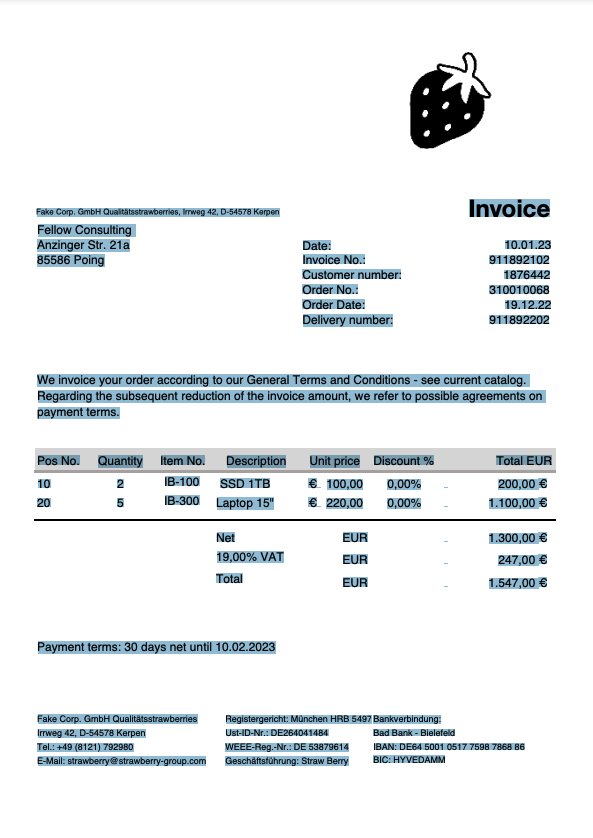 Fake Corp. GmbH Qualitätsstrawberries, Irrweg 42, D-54578 Kerpen
Invoice
Fellow Consulting
Anzinger Str. 21a
85586 Poing
Date: 10.01.23
Invoice No.: 911892102
Customer number: 1876442
Order No.: 310010068
Order Date: 19.12.22
Delivery number: 911892202
We invoice your order according to our General Terms and Conditions - see current catalog.
Regarding the subsequent reduction of the invoice amount, we refer to possible agreements on
payment terms.
Pos No. Quantity Item No. Description Unit price Discount % Total EUR
10 2 IB-100 SSD 1TB € 100,00 0,00% 200,00 €
20 5 IB-300 Laptop 15" € 220,00 0,00% 1.100,00 €
Net EUR 1.300,00 €
19,00% VAT EUR 247,00 €
Total EUR 1.547,00 €
Payment terms: 30 days net until 10.02.2023
Fake Corp. GmbH Qualitätsstrawberries
Irrweg 42, D-54578 Kerpen
Tel.: +49 (8121) 792980
E-Mail: strawberry@strawberry-group.com
Registergericht: München HRB 5497
Ust-ID-Nr.: DE264041484
WEEE-Reg.-Nr.: DE 53879614
Geschäftsführung: Straw Berry
Bankverbindung:
Bad Bank - Bielefeld
IBAN: DE64 5001 0517 7598 7868 86
BIC: HYVEDAMM